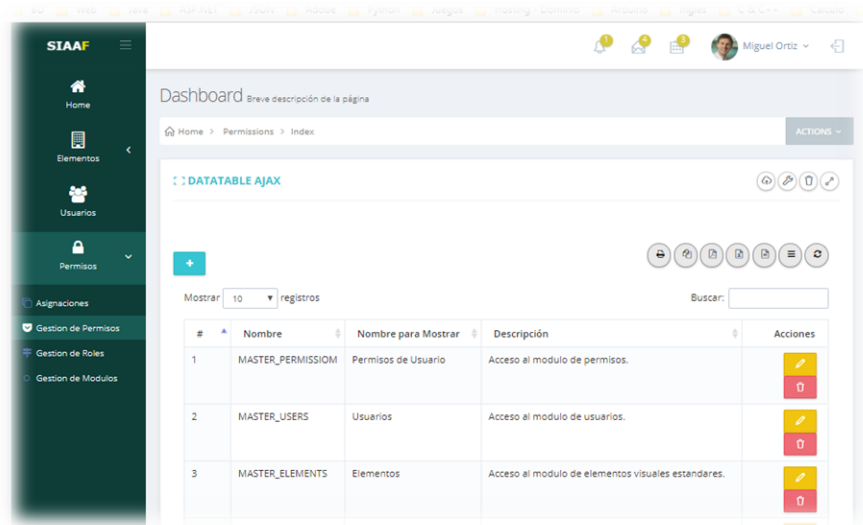 SIAAF
1
4
3
Miguel Ortiz
Home
Dashboard Breve descripción de la página
Home > Permissions > Index
ACTIONS
Elementos
DATATABLE AJAX
Usuarios
Permisos
Mostrar 10 registros
Buscar:
Asignaciones
Gestion de Permisos
Gestion de Roles
Gestion de Modulos
# Nombre Nombre para Mostrar Descripción Acciones
1 MASTER_PERMISSIOM Permisos de Usuario Acceso al modulo de permisos.
2 MASTER_USERS Usuarios Acceso al modulo de usuarios.
3 MASTER_ELEMENTS Elementos Acceso al modulo de elementos visuales estandares.